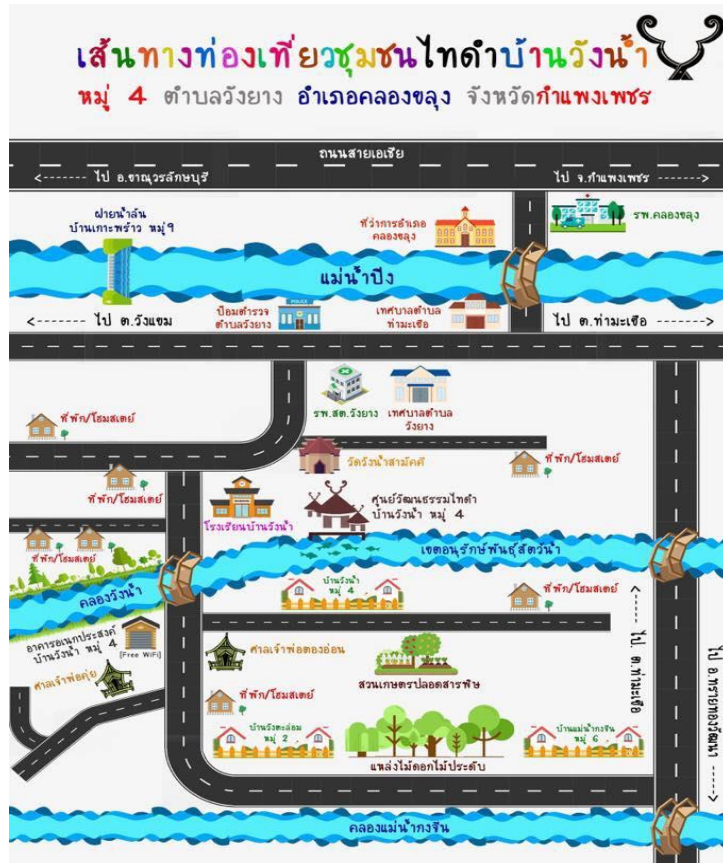 เส้นทางท่องเที่ยวชุมชนไทดำบ้านวังน้ำ
หมู่ 4 ตำบลวังยาง อำเภอคลองขลุง จังหวัดกำแพงเพชร
ถนนสายเอเชีย
<------- ไป อ.ขาณุวรลักษบุรี
ไป จ.กำแพงเพชร ------->
ฝายน้ำล้น
บ้านเกาะพร้าว หมู่ 9
ที่ว่าการอำเภอ
คลองขลุง
รพ.คลองขลุง
แม่น้ำปิง
<------- ไป ต.วังแขม
ป้อมตำรวจ
ตำบลวังยาง
POLICE
เทศบาลตำบล
ท่ามะเขือ
ไป ต.ท่ามะเขือ ------->
รพ.สต.วังยาง
เทศบาลตำบล
วังยาง
ที่พัก/โฮมสเตย์
วัดวังน้ำสามัคคี
ที่พัก/โฮมสเตย์
ที่พัก/โฮมสเตย์
โรงเรียนบ้านวังน้ำ
ศูนย์วัฒนธรรมไทดำ
บ้านวังน้ำ หมู่ 4
ที่พัก/โฮมสเตย์
เขตอนุรักษ์พันธุ์สัตว์น้ำ
คลองวังน้ำ
บ้านวังน้ำ
หมู่ 4
ที่พัก/โฮมสเตย์
<------- ไป ต.ท่ามะเขือ
อาคารอเนกประสงค์
บ้านวังน้ำ หมู่ 4
[Free WiFi]
ศาลเจ้าพ่อตองอ่อน
ศาลเจ้าพ่อคุ่ย
สวนเกษตรปลอดสารพิษ
ที่พัก/โฮมสเตย์
ไป อ.ทรายทองวัฒนา ------->
บ้านวังตะล่อม
หมู่ 2
บ้านแม่น้ำกงจีน
หมู่ 6
แหล่งไม้ดอกไม้ประดับ
คลองแม่น้ำกงจีน